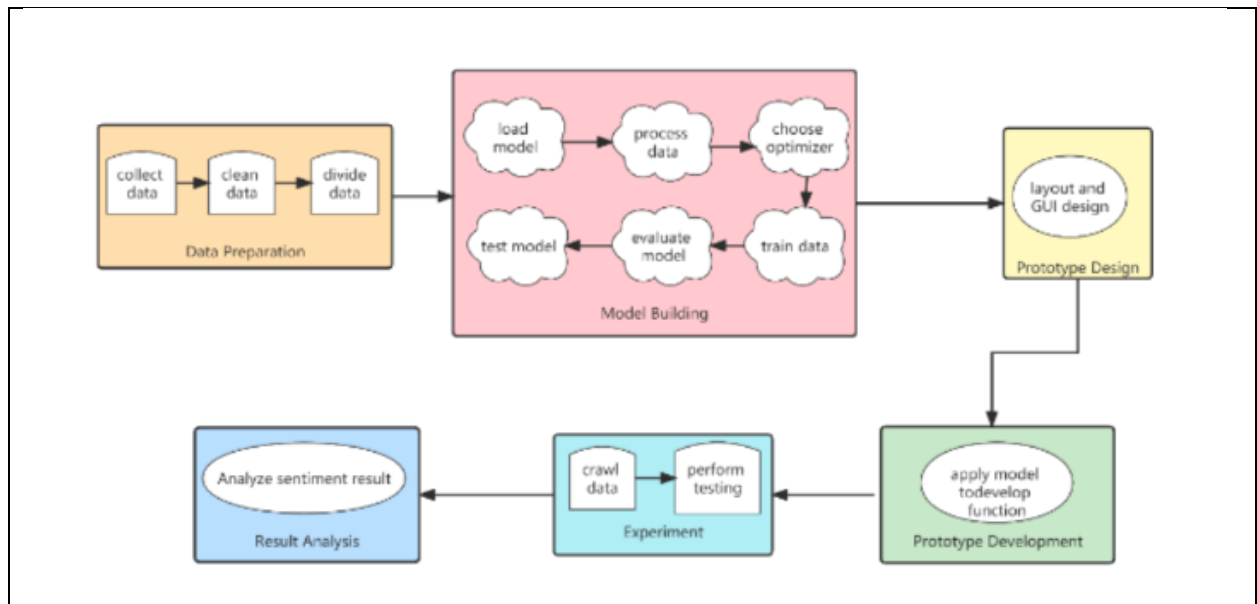 collect
data
clean
data
divide
data
Data Preparation
load
model
process
data
choose
optimizer
test model
evaluate
model
train data
Model Building
layout and
GUI design
Prototype Design
Analyze sentiment result
Result Analysis
crawl
data
perform
testing
Experiment
apply model
todevelop
function
Prototype Development